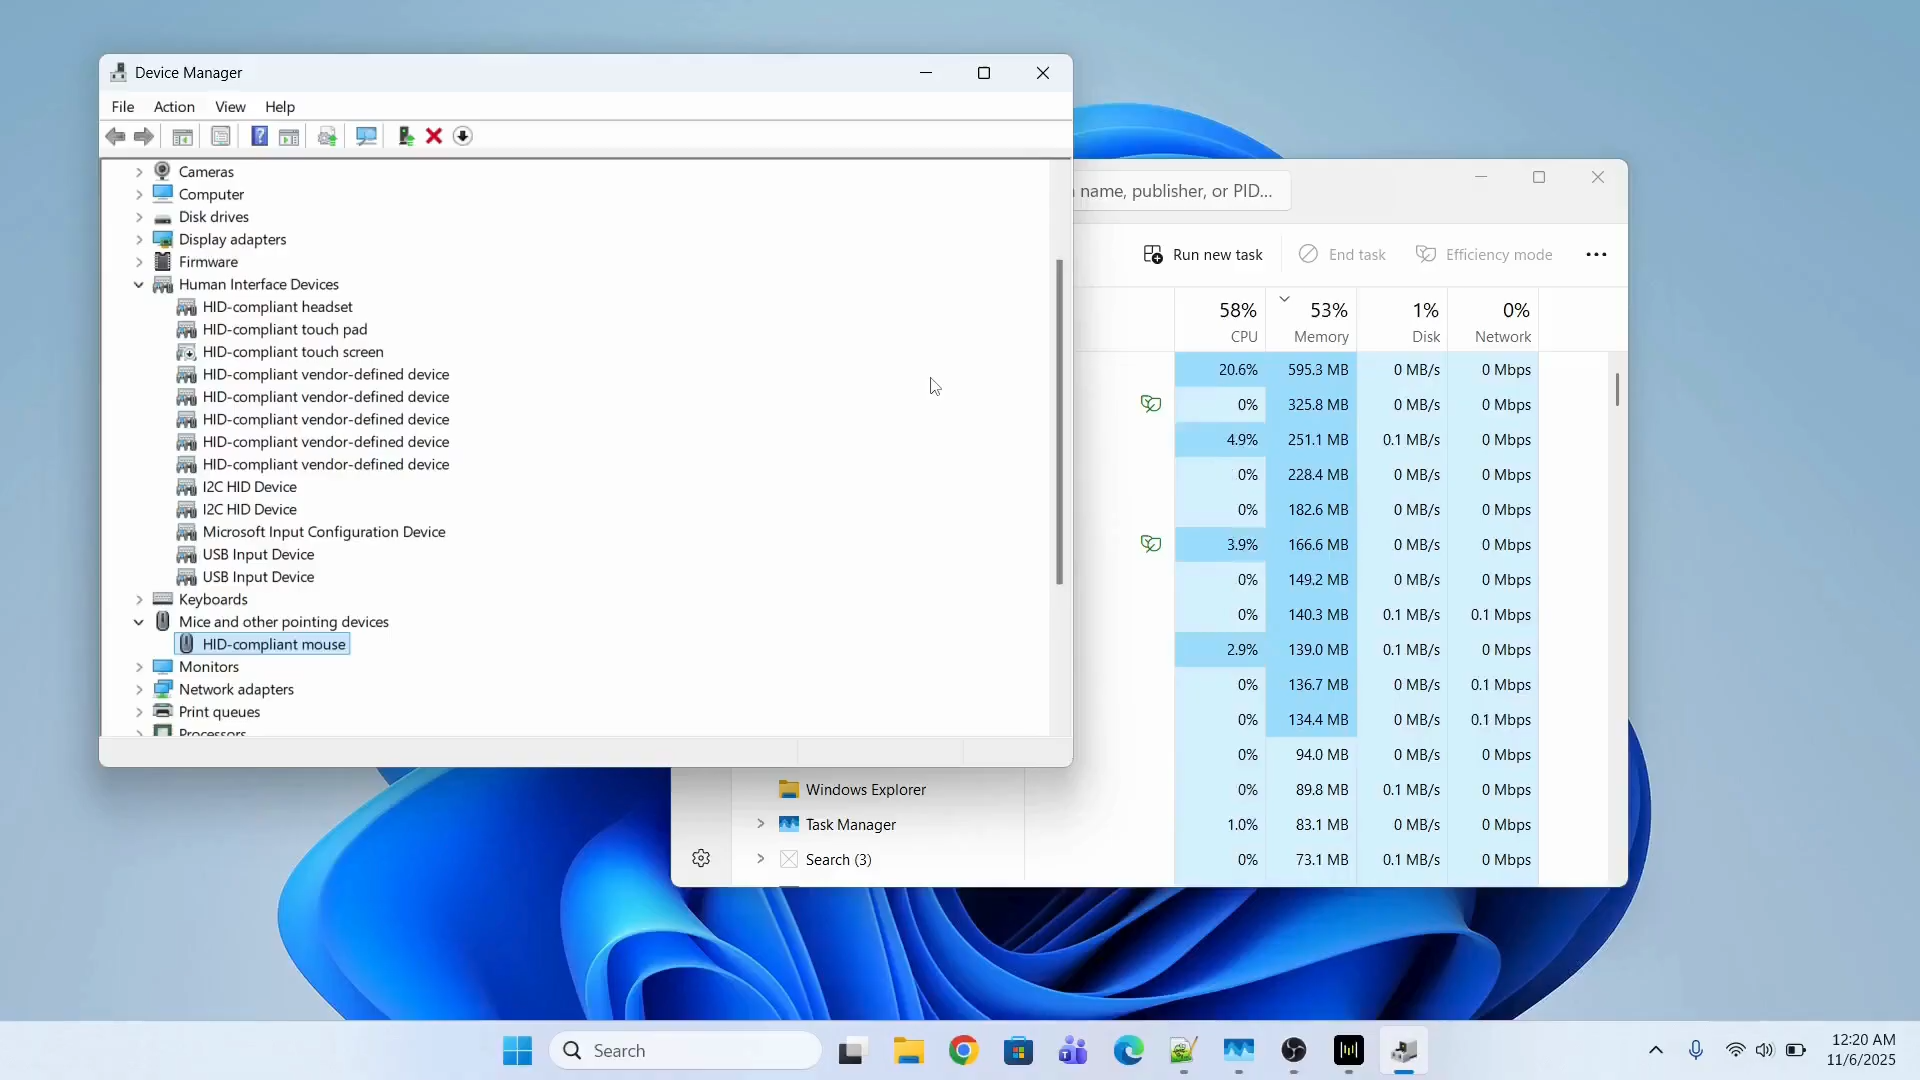 Device Manager
File Action View Help
Cameras
Computer
Disk drives
Display adapters
Firmware
Human Interface Devices
HID-compliant headset
HID-compliant touch pad
HID-compliant touch screen
HID-compliant vendor-defined device
HID-compliant vendor-defined device
HID-compliant vendor-defined device
HID-compliant vendor-defined device
HID-compliant vendor-defined device
I2C HID Device
I2C HID Device
Microsoft Input Configuration Device
USB Input Device
USB Input Device
Keyboards
Mice and other pointing devices
HID-compliant mouse
Monitors
Network adapters
Print queues
Processors
name, publisher, or PID...
Run new task End task Efficiency mode
58% 53% 1% 0%
CPU Memory Disk Network
20.6% 595.3 MB 0 MB/s 0 Mbps
0% 325.8 MB 0 MB/s 0 Mbps
4.9% 251.1 MB 0.1 MB/s 0 Mbps
0% 228.4 MB 0 MB/s 0 Mbps
0% 182.6 MB 0 MB/s 0 Mbps
3.9% 166.6 MB 0 MB/s 0 Mbps
0% 149.2 MB 0 MB/s 0 Mbps
0% 140.3 MB 0.1 MB/s 0.1 Mbps
2.9% 139.0 MB 0.1 MB/s 0 Mbps
0% 136.7 MB 0 MB/s 0.1 Mbps
0% 134.4 MB 0 MB/s 0.1 Mbps
0% 94.0 MB 0 MB/s 0 Mbps
Windows Explorer 0% 89.8 MB 0.1 MB/s 0 Mbps
Task Manager 1.0% 83.1 MB 0 MB/s 0 Mbps
Search (3) 0% 73.1 MB 0.1 MB/s 0 Mbps
Search
12:20 AM
11/6/2025